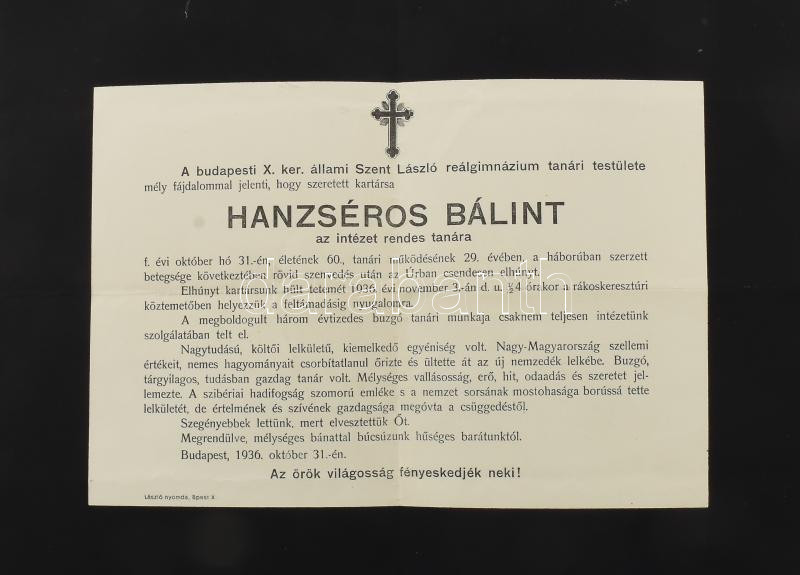 A budapesti X. ker. állami Szent László reálgimnázium tanári testülete
mély fájdalommal jelenti, hogy szeretett kartársa
HANZSÉROS BÁLINT
az intézet rendes tanára
f. évi október hó 31.-én, életének 60., tanári működésének 29. évében, a háborúban szerzett
betegsége következtében rövid szenvedés után az Úrban csendesen elhúnyt.
Elhúnyt kartársunk hült tetemét 1936. évi november 3.-án d. u. ½4 órakor a rákoskeresztúri
köztemetőben helyezzük a feltámadásig nyugalomra.
A megboldogult három évtizedes buzgó tanári munkaja csaknem teljesen intézetünk
szolgálatában telt el.
Nagytudású, költői lelkületű, kiemelkedő egyéniség volt. Nagy-Magyarország szellemi
értékeit, nemes hagyományait csorbítatlanul őrizte és ültette át az új nemzedék lelkébe. Buzgó,
tárgyilagos, tudásban gazdag tanár volt. Mélységes vallásosság, erő, hit, odaadás és szeretet jel-
lemezte. A szibériai hadifogság szomorú emléke s a nemzet sorsának mostohasága borússá tette
lelkületét, de értelmének és szívének gazdagsága megóvta a csüggedéstől.
Szegényebbek lettünk, mert elvesztettük Őt.
Megrendülve, mélységes bánattal búcsúzunk hűséges barátunktól.
Budapest, 1936. október 31.-én.
Az örök világosság fényeskedjék neki!
László nyomda, Bpest X.
darabanth